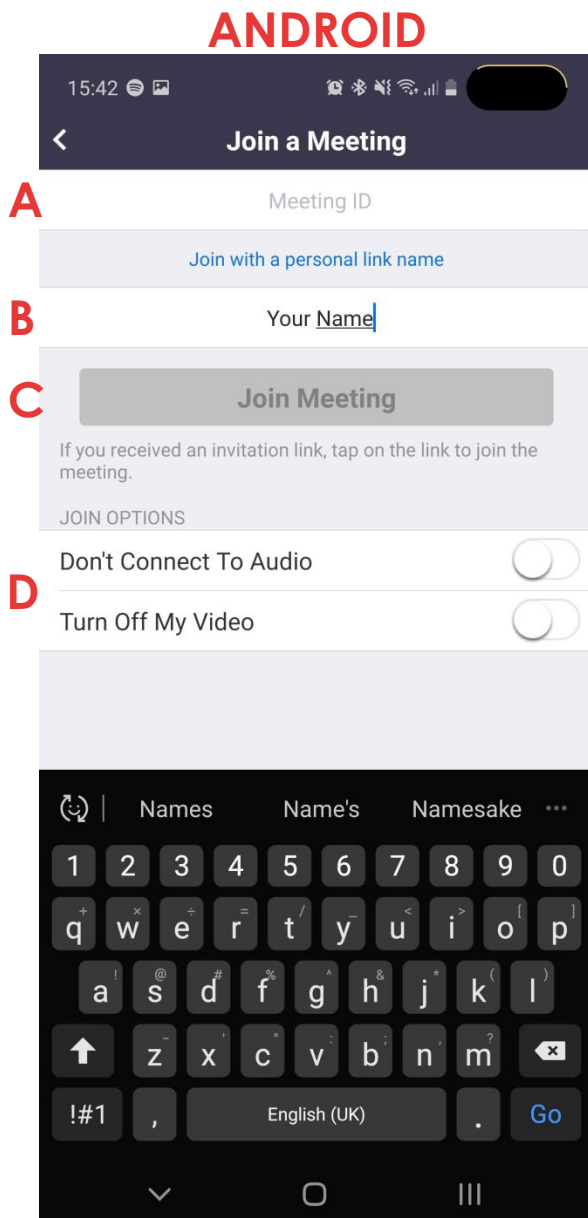 ANDROID
15:42
Join a Meeting
A
Meeting ID
Join with a personal link name
B
Your Name
C
Join Meeting
If you received an invitation link, tap on the link to join the
meeting.
JOIN OPTIONS
Don't Connect To Audio
D
Turn Off My Video
Names Name's Namesake ···
1 2 3 4 5 6 7 8 9 0
+ × ÷ = / _ < > [ ]
q w e r t y u i o p
! @ # % ^ & * ( )
a s d f g h j k l
- ' " : ; , ?
z x c v b n m
!#1 , English (UK) . Go